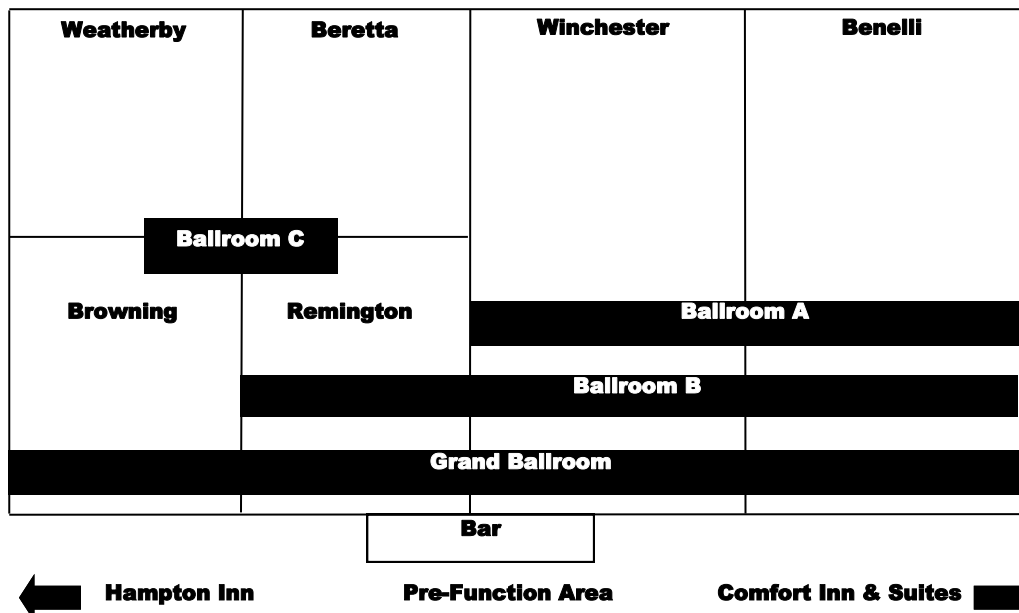 Weatherby
Beretta
Winchester
Benelli
Ballroom C
Browning
Remington
Ballroom A
Ballroom B
Grand Ballroom
Bar
Hampton Inn
Pre-Function Area
Comfort Inn & Suites